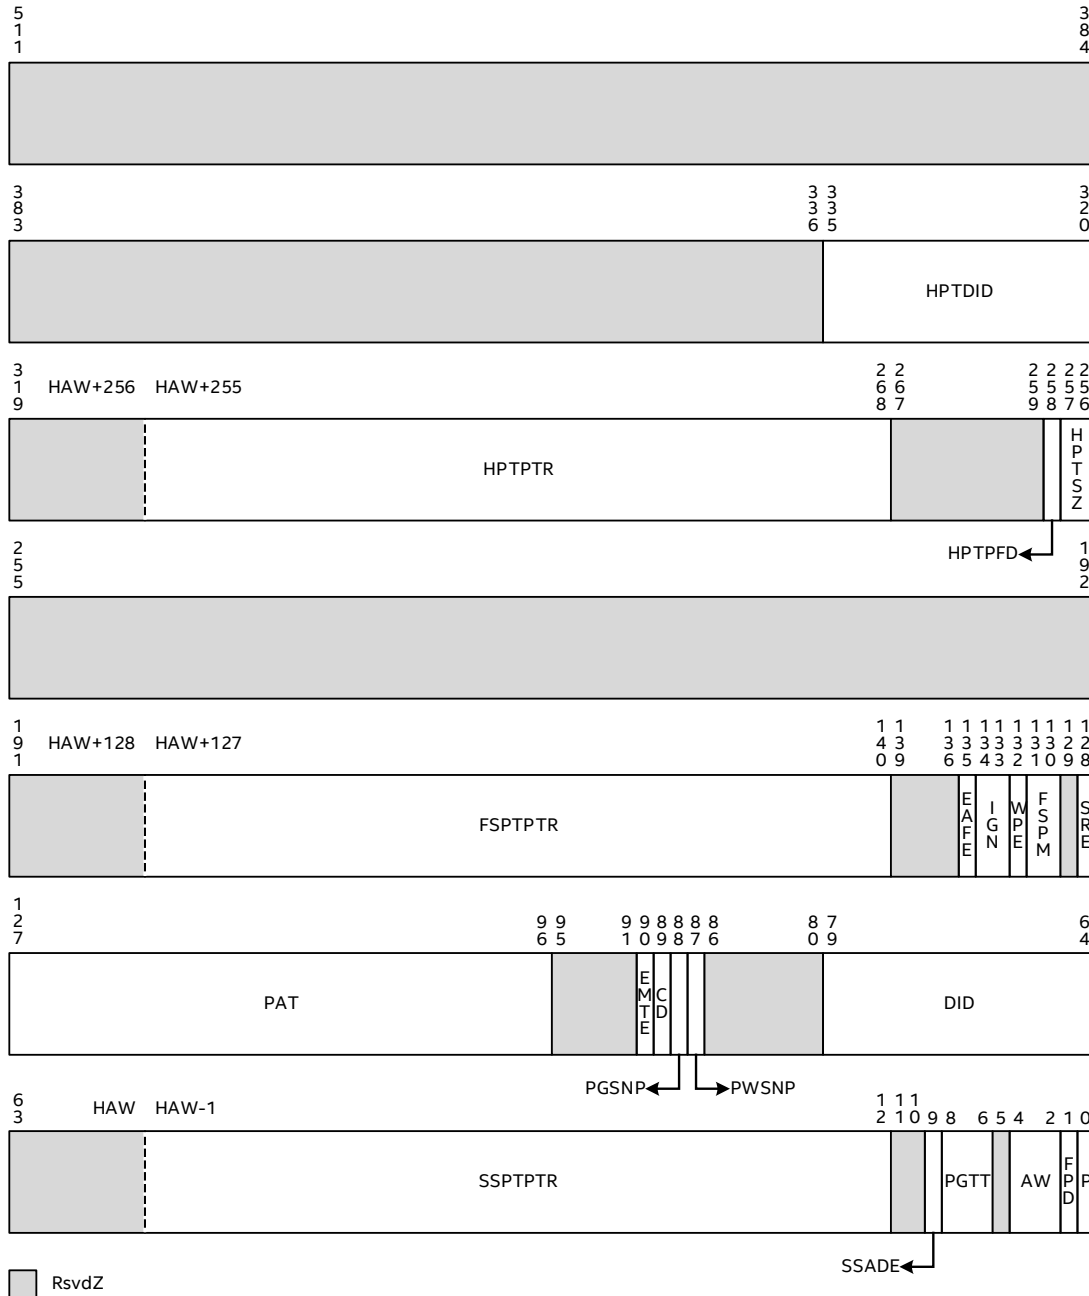 511 384
383 336 335 320
HPTDID
319 HAW+256 HAW+255 268 267 259 258 257 256
HPTPTR HPTSZ
HPTPFD
255 192
191 HAW+128 HAW+127 140 139 136 135 134 133 132 131 130 129 128
FSPTPTR EAFE IGN WPE FSPM SRE
127 96 95 91 90 89 88 87 86 80 79 64
PAT EMTE CD DID
PGSNP PWSNP
63 HAW HAW-1 12 11 10 9 8 6 5 4 2 1 0
SSPTPTR PGTT AW FPD P
SSADE
RsvdZ